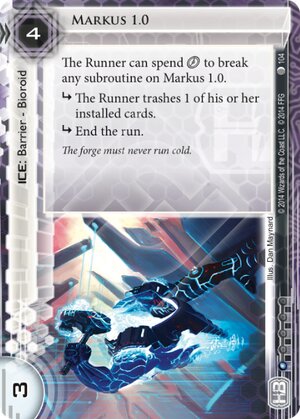 4
MARKUS 1.0
ICE: Barrier - Bioroid
The Runner can spend to break
any subroutine on Markus 1.0.
The Runner trashes 1 of his or her
installed cards.
End the run.
The forge must never run cold.
104
© 2014 Wizards of the Coast LLC. © 2014 FFG
Illus. Dan Maynard
3
HB